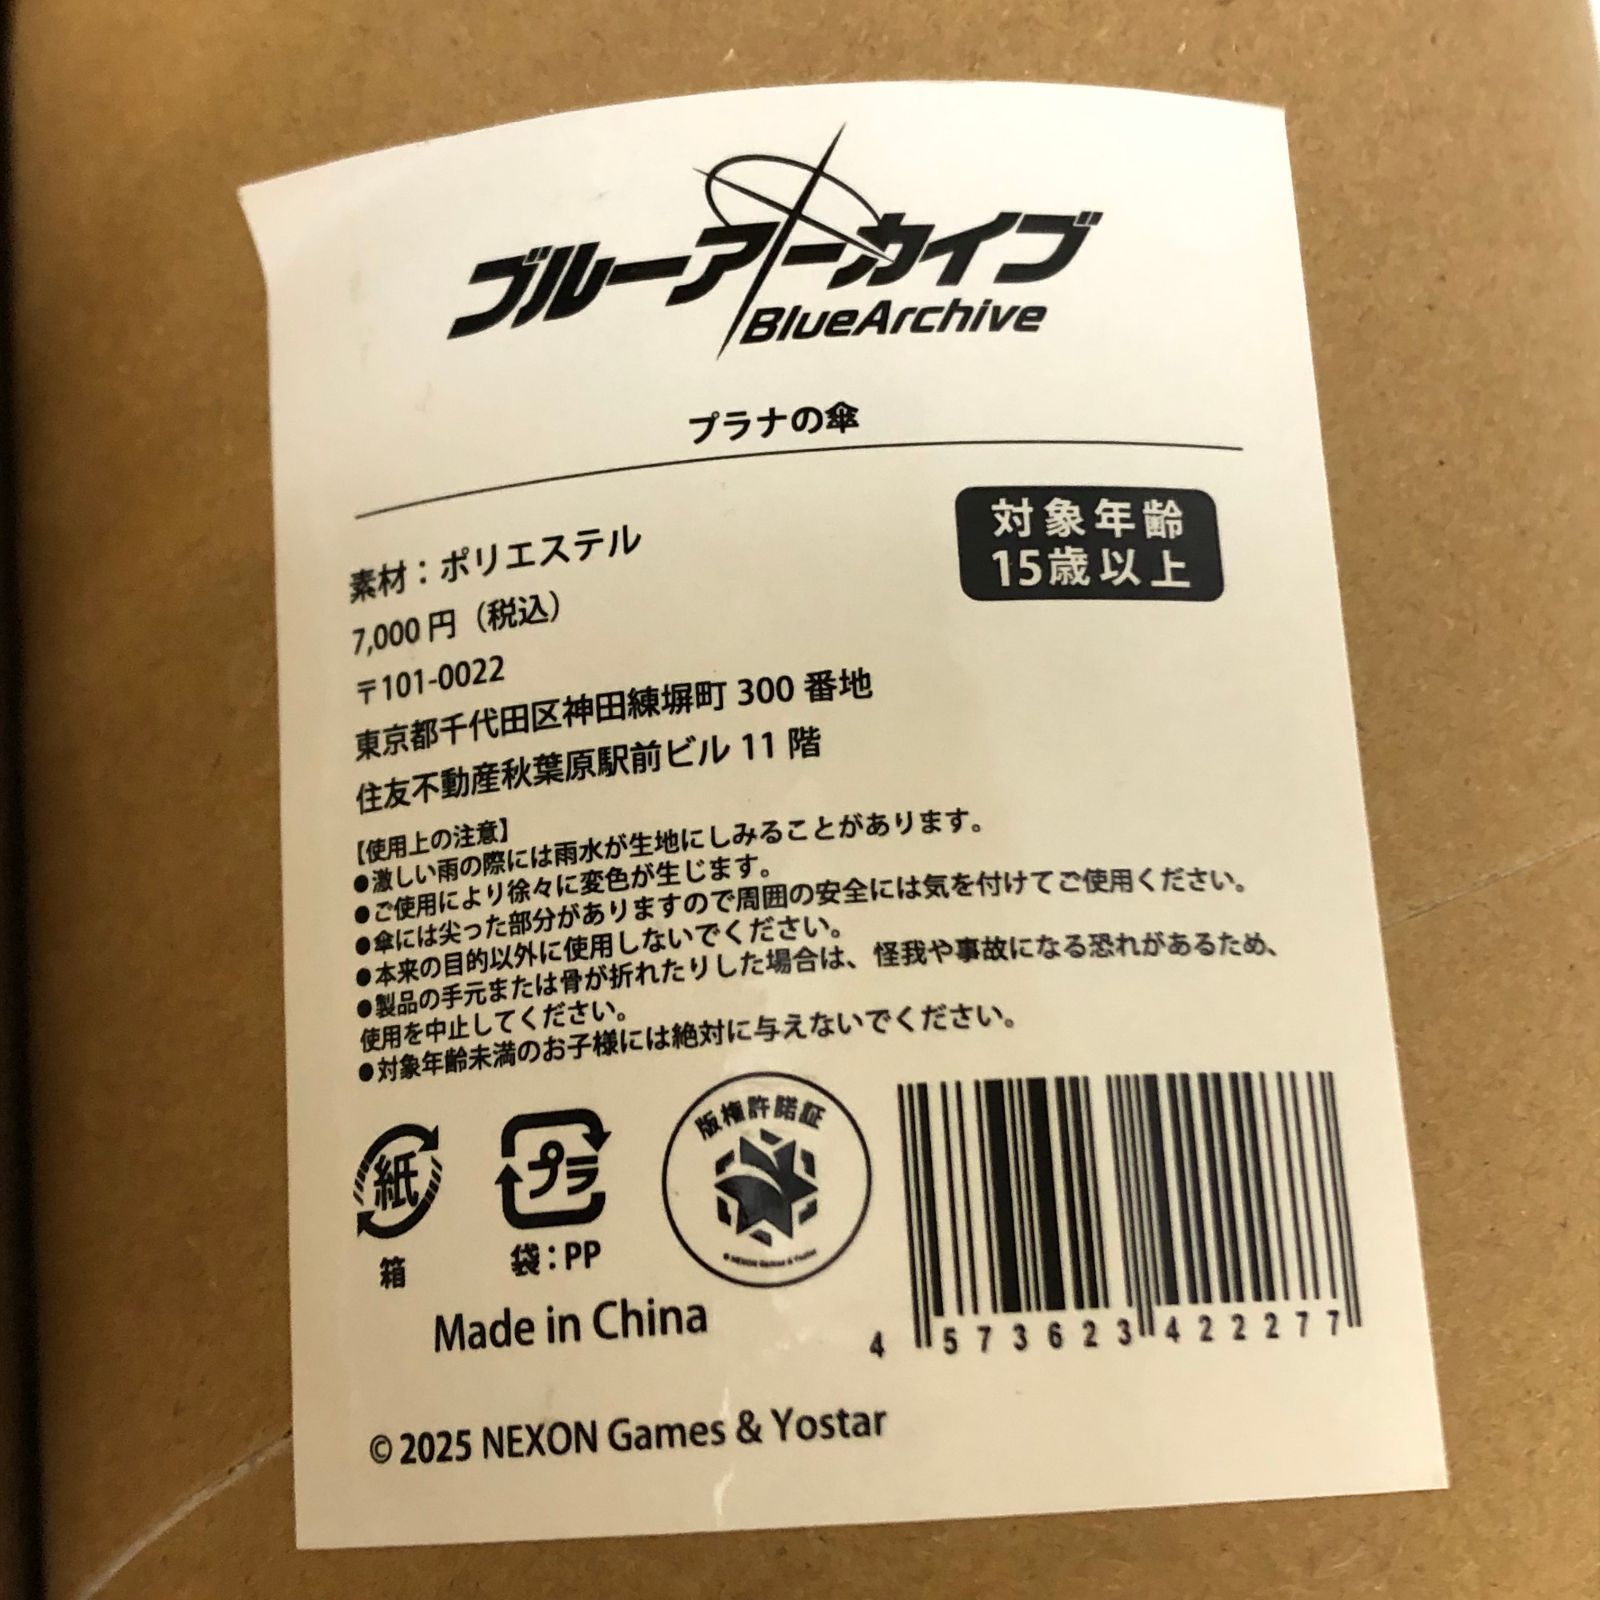 ブルーアーカイブ
BlueArchive
プラナの傘
対象年齢
15歳以上
素材：ポリエステル
7,000円（税込）
〒101-0022
東京都千代田区神田練塀町 300 番地
住友不動産秋葉原駅前ビル 11 階
【使用上の注意】
●激しい雨の際には雨水が生地にしみることがあります。
●ご使用により徐々に変色が生じます。
●傘には尖った部分がありますので周囲の安全には気を付けてご使用ください。
●本来の目的以外に使用しないでください。
●製品の手元または骨が折れたりした場合は、怪我や事故になる恐れがあるため、
使用を中止してください。
●対象年齢未満のお子様には絶対に与えないでください。
紙
箱
プラ
袋：PP
版権許諾証
© NEXON Games & Yostar
4 573623 422277
Made in China
© 2025 NEXON Games & Yostar